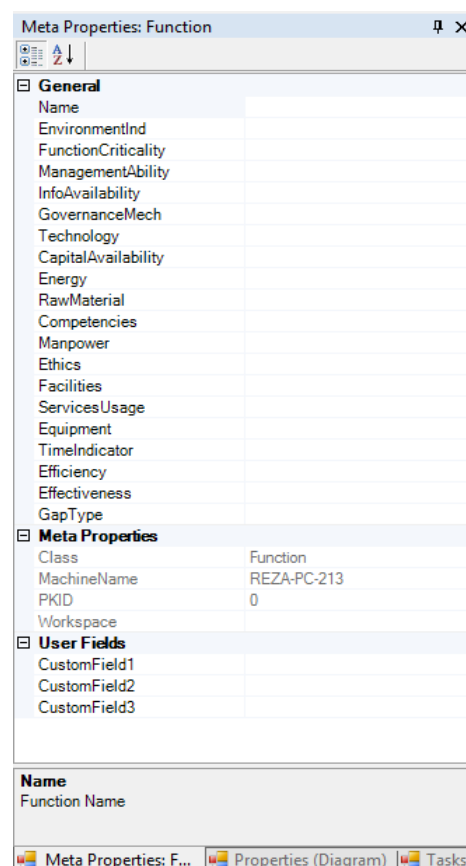 Meta Properties: Function
General
Name
EnvironmentInd
FunctionCriticality
ManagementAbility
InfoAvailability
GovernanceMech
Technology
CapitalAvailability
Energy
RawMaterial
Competencies
Manpower
Ethics
Facilities
ServicesUsage
Equipment
TimeIndicator
Efficiency
Effectiveness
GapType
Meta Properties
Class Function
MachineName REZA-PC-213
PKID 0
Workspace
User Fields
CustomField1
CustomField2
CustomField3
Name
Function Name
Meta Properties: F... Properties (Diagram) Tasks